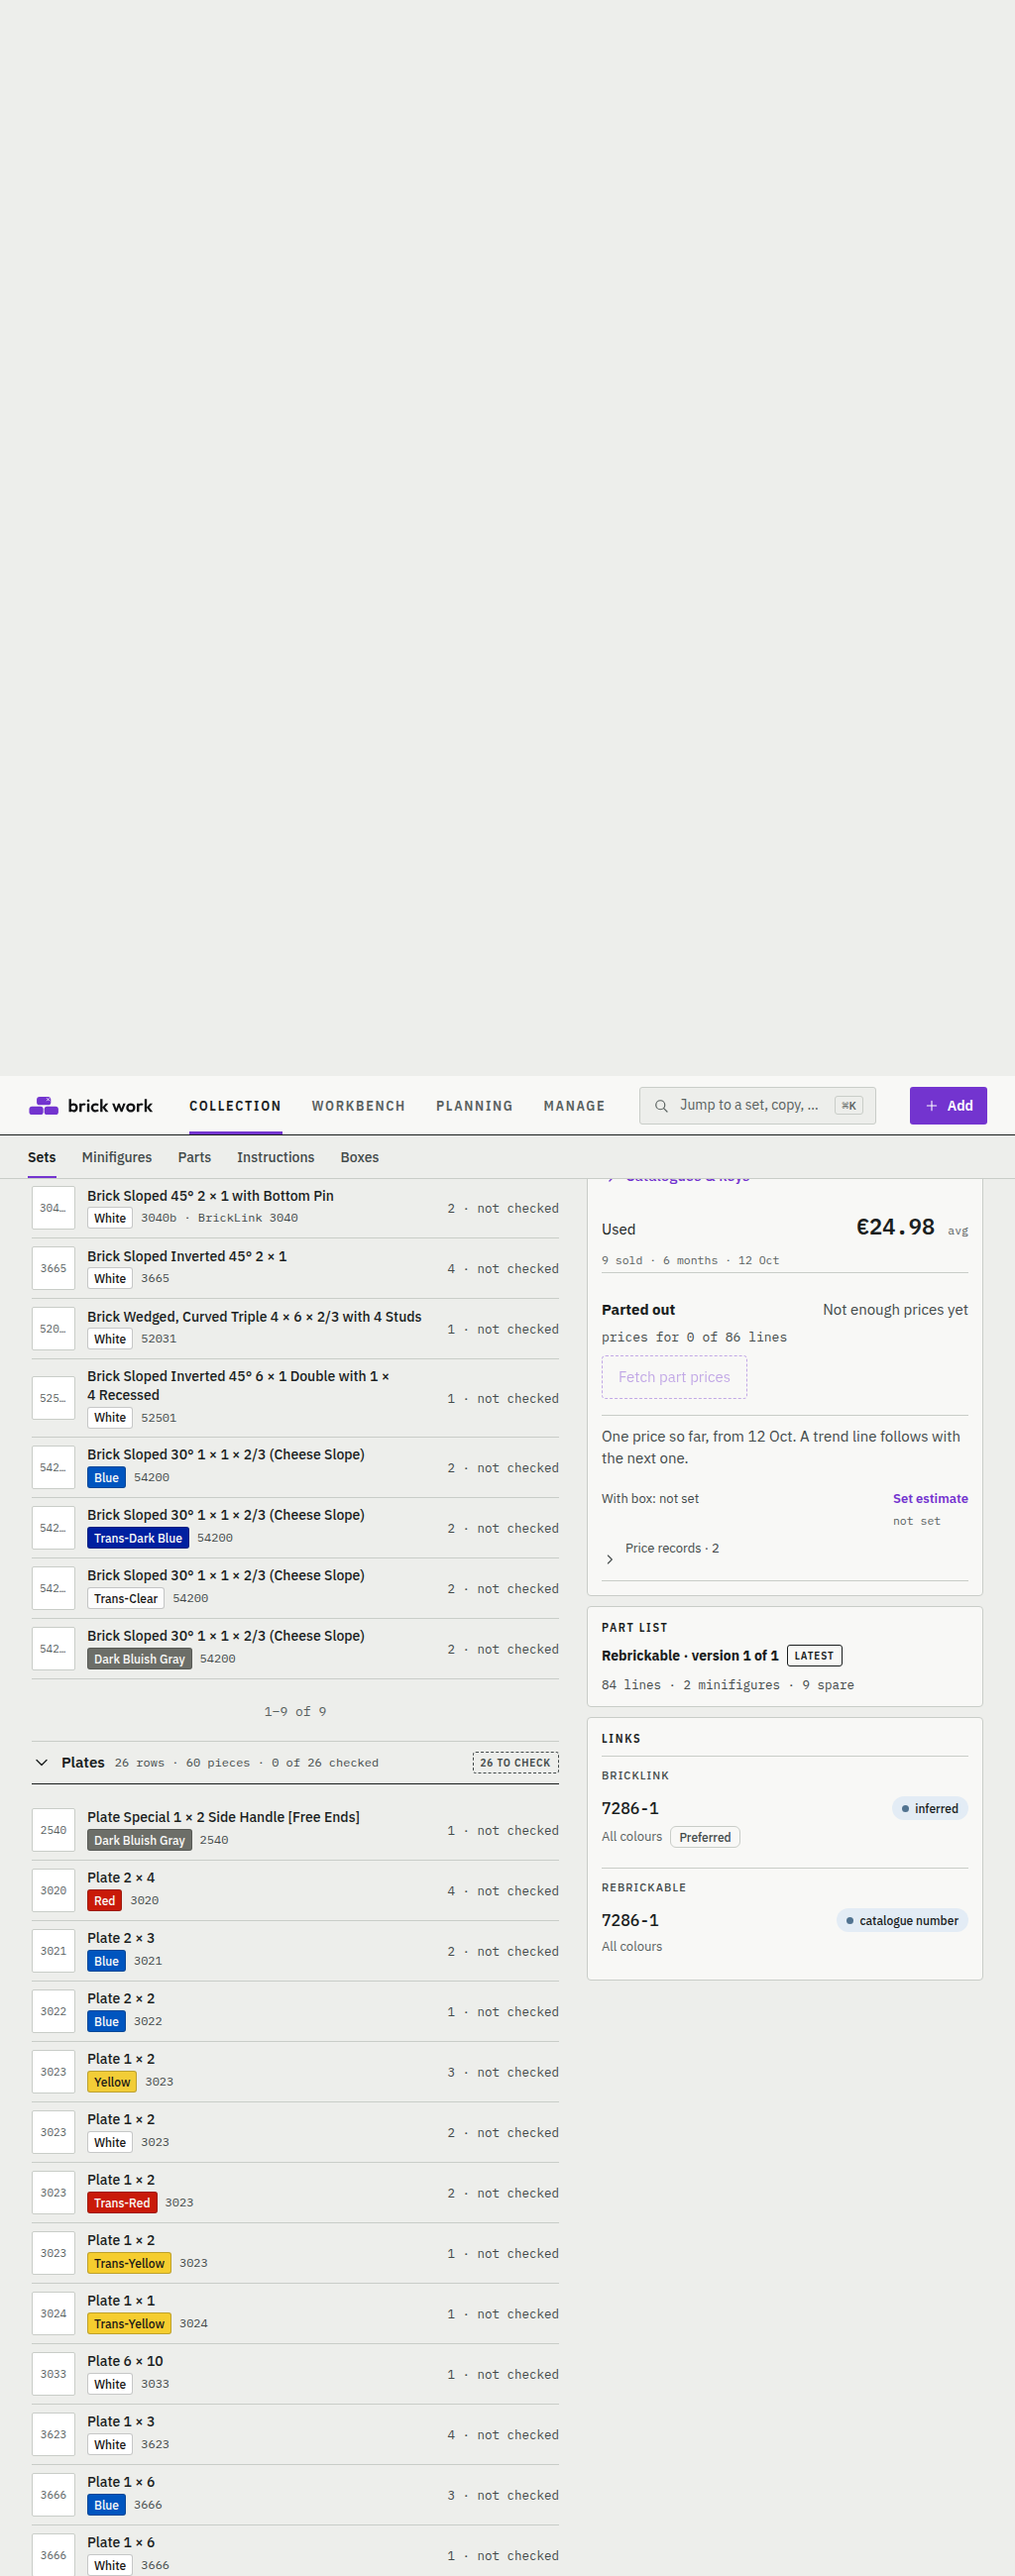 brick work
COLLECTION WORKBENCH PLANNING MANAGE
Jump to a set, copy, … ⌘K
+ Add
Sets Minifigures Parts Instructions Boxes
304… Brick Sloped 45° 2 × 1 with Bottom Pin
White 3040b · BrickLink 3040
2 · not checked
3665 Brick Sloped Inverted 45° 2 × 1
White 3665
4 · not checked
520… Brick Wedged, Curved Triple 4 × 6 × 2/3 with 4 Studs
White 52031
1 · not checked
525… Brick Sloped Inverted 45° 6 × 1 Double with 1 ×
4 Recessed
White 52501
1 · not checked
542… Brick Sloped 30° 1 × 1 × 2/3 (Cheese Slope)
Blue 54200
2 · not checked
542… Brick Sloped 30° 1 × 1 × 2/3 (Cheese Slope)
Trans-Dark Blue 54200
2 · not checked
542… Brick Sloped 30° 1 × 1 × 2/3 (Cheese Slope)
Trans-Clear 54200
2 · not checked
542… Brick Sloped 30° 1 × 1 × 2/3 (Cheese Slope)
Dark Bluish Gray 54200
2 · not checked
1–9 of 9
Plates 26 rows · 60 pieces · 0 of 26 checked 26 TO CHECK
2540 Plate Special 1 × 2 Side Handle [Free Ends]
Dark Bluish Gray 2540
1 · not checked
3020 Plate 2 × 4
Red 3020
4 · not checked
3021 Plate 2 × 3
Blue 3021
2 · not checked
3022 Plate 2 × 2
Blue 3022
1 · not checked
3023 Plate 1 × 2
Yellow 3023
3 · not checked
3023 Plate 1 × 2
White 3023
2 · not checked
3023 Plate 1 × 2
Trans-Red 3023
2 · not checked
3023 Plate 1 × 2
Trans-Yellow 3023
1 · not checked
3024 Plate 1 × 1
Trans-Yellow 3024
1 · not checked
3033 Plate 6 × 10
White 3033
1 · not checked
3623 Plate 1 × 3
White 3623
4 · not checked
3666 Plate 1 × 6
Blue 3666
3 · not checked
3666 Plate 1 × 6
White 3666
1 · not checked
Catalogues & keys
Used €24.98 avg
9 sold · 6 months · 12 Oct
Parted out Not enough prices yet
prices for 0 of 86 lines
Fetch part prices
One price so far, from 12 Oct. A trend line follows with
the next one.
With box: not set Set estimate
not set
Price records · 2
PART LIST
Rebrickable · version 1 of 1 LATEST
84 lines · 2 minifigures · 9 spare
LINKS
BRICKLINK
7286-1 inferred
All colours Preferred
REBRICKABLE
7286-1 catalogue number
All colours